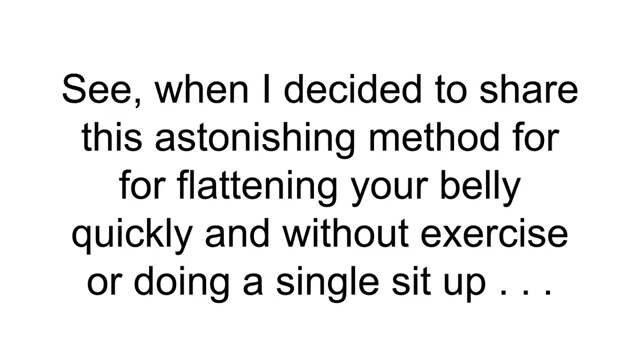 See, when I decided to share
this astonishing method for
for flattening your belly
quickly and without exercise
or doing a single sit up . . .